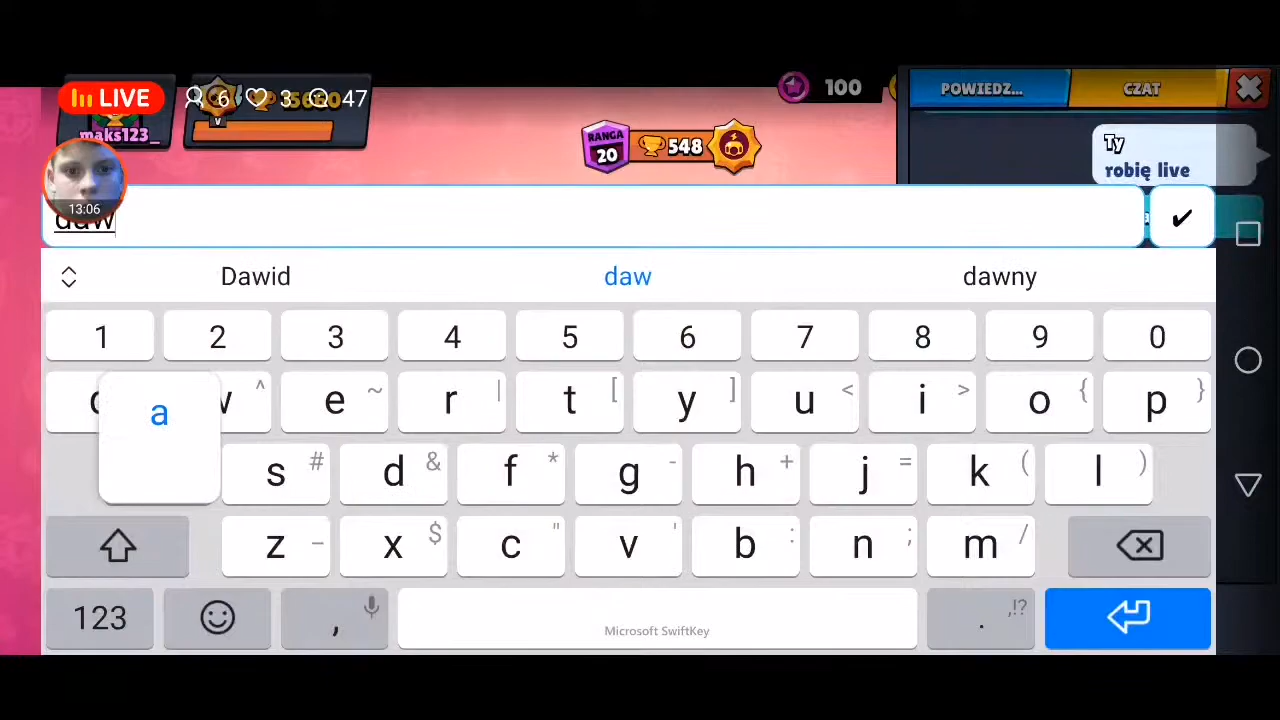 LIVE 6 3 47
maks123_
V
100
RANGA
20
548
POWIEDZ...
CZAT
Ty
robię live
13:06
daw
✔
Dawid daw dawny
1 2 3 4 5 6 7 8 9 0
w ^ e ~ r | t [ y ] u < i > o { p }
a s # d & f * g - h + j = k ( l )
z _ x $ c " v ' b : n ; m /
123 , . ,!?
Microsoft SwiftKey